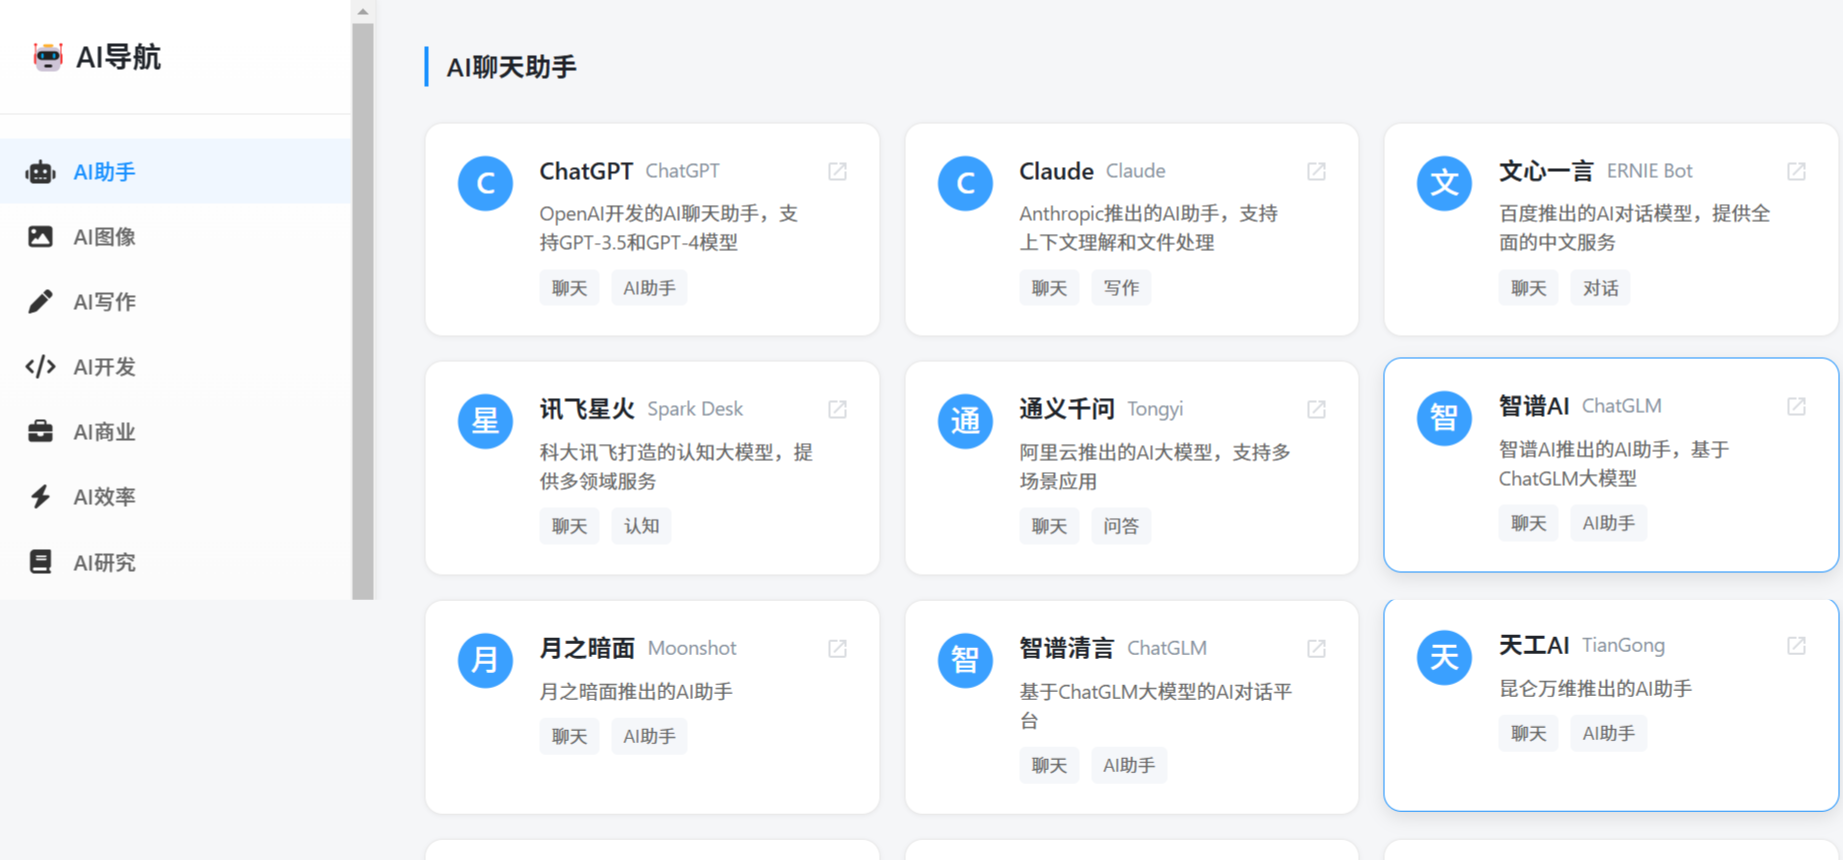 AI导航
AI助手
AI图像
AI写作
AI开发
AI商业
AI效率
AI研究
AI聊天助手
C
ChatGPT ChatGPT
OpenAI开发的AI聊天助手，支
持GPT-3.5和GPT-4模型
聊天 AI助手
C
Claude Claude
Anthropic推出的AI助手，支持
上下文理解和文件处理
聊天 写作
文
文心一言 ERNIE Bot
百度推出的AI对话模型，提供全
面的中文服务
聊天 对话
星
讯飞星火 Spark Desk
科大讯飞打造的认知大模型，提
供多领域服务
聊天 认知
通
通义千问 Tongyi
阿里云推出的AI大模型，支持多
场景应用
聊天 问答
智
智谱AI ChatGLM
智谱AI推出的AI助手，基于
ChatGLM大模型
聊天 AI助手
月
月之暗面 Moonshot
月之暗面推出的AI助手
聊天 AI助手
智
智谱清言 ChatGLM
基于ChatGLM大模型的AI对话平
台
聊天 AI助手
天
天工AI TianGong
昆仑万维推出的AI助手
聊天 AI助手